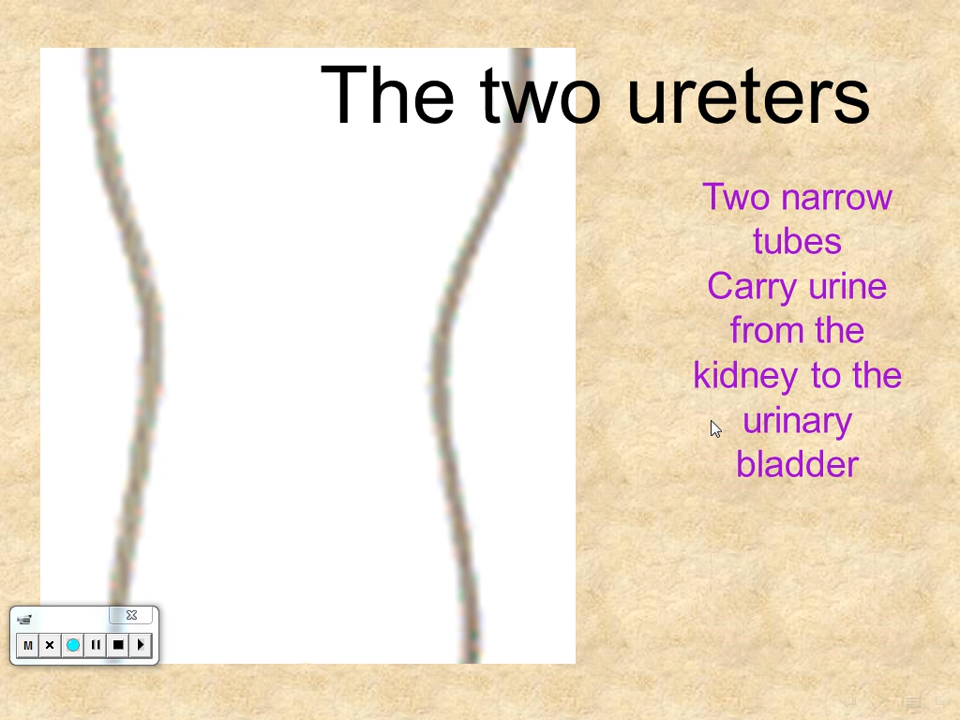 The two ureters
Two narrow
tubes
Carry urine
from the
kidney to the
urinary
bladder
M